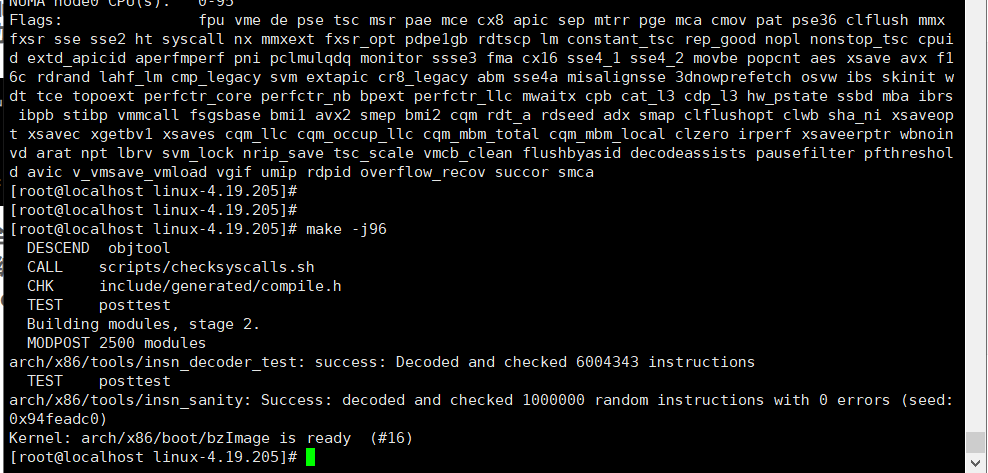 NUMA node0 CPU(s):   0-95
Flags:               fpu vme de pse tsc msr pae mce cx8 apic sep mtrr pge mca cmov pat pse36 clflush mmx
fxsr sse sse2 ht syscall nx mmxext fxsr_opt pdpe1gb rdtscp lm constant_tsc rep_good nopl nonstop_tsc cpui
d extd_apicid aperfmperf pni pclmulqdq monitor ssse3 fma cx16 sse4_1 sse4_2 movbe popcnt aes xsave avx f1
6c rdrand lahf_lm cmp_legacy svm extapic cr8_legacy abm sse4a misalignsse 3dnowprefetch osvw ibs skinit w
dt tce topoext perfctr_core perfctr_nb bpext perfctr_llc mwaitx cpb cat_l3 cdp_l3 hw_pstate ssbd mba ibrs
 ibpb stibp vmmcall fsgsbase bmi1 avx2 smep bmi2 cqm rdt_a rdseed adx smap clflushopt clwb sha_ni xsaveop
t xsavec xgetbv1 xsaves cqm_llc cqm_occup_llc cqm_mbm_total cqm_mbm_local clzero irperf xsaveerptr wbnoin
vd arat npt lbrv svm_lock nrip_save tsc_scale vmcb_clean flushbyasid decodeassists pausefilter pfthreshol
d avic v_vmsave_vmload vgif umip rdpid overflow_recov succor smca
[root@localhost linux-4.19.205]#
[root@localhost linux-4.19.205]#
[root@localhost linux-4.19.205]# make -j96
  DESCEND  objtool
  CALL    scripts/checksyscalls.sh
  CHK     include/generated/compile.h
  TEST    posttest
  Building modules, stage 2.
  MODPOST 2500 modules
arch/x86/tools/insn_decoder_test: success: Decoded and checked 6004343 instructions
  TEST    posttest
arch/x86/tools/insn_sanity: Success: decoded and checked 1000000 random instructions with 0 errors (seed:
0x94feadc0)
Kernel: arch/x86/boot/bzImage is ready  (#16)
[root@localhost linux-4.19.205]#